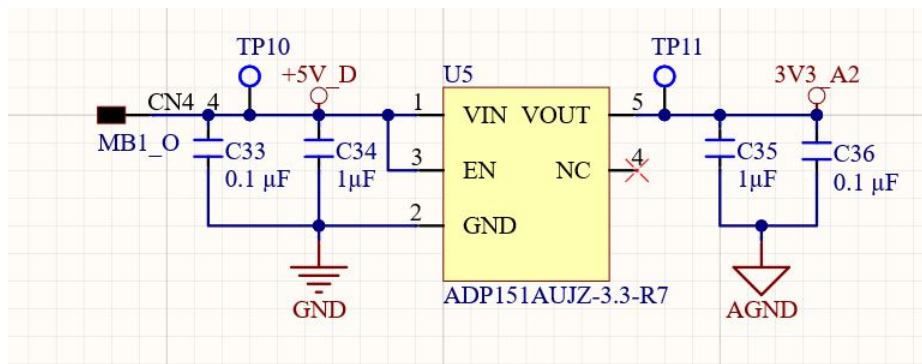 TP10
+5V_D
CN4 4
MB1_O
C33
0.1 µF
C34
1µF
U5
1 VIN VOUT 5
3 EN NC 4
2 GND
ADP151AUJZ-3.3-R7
GND
TP11
3V3_A2
C35
1µF
C36
0.1 µF
AGND